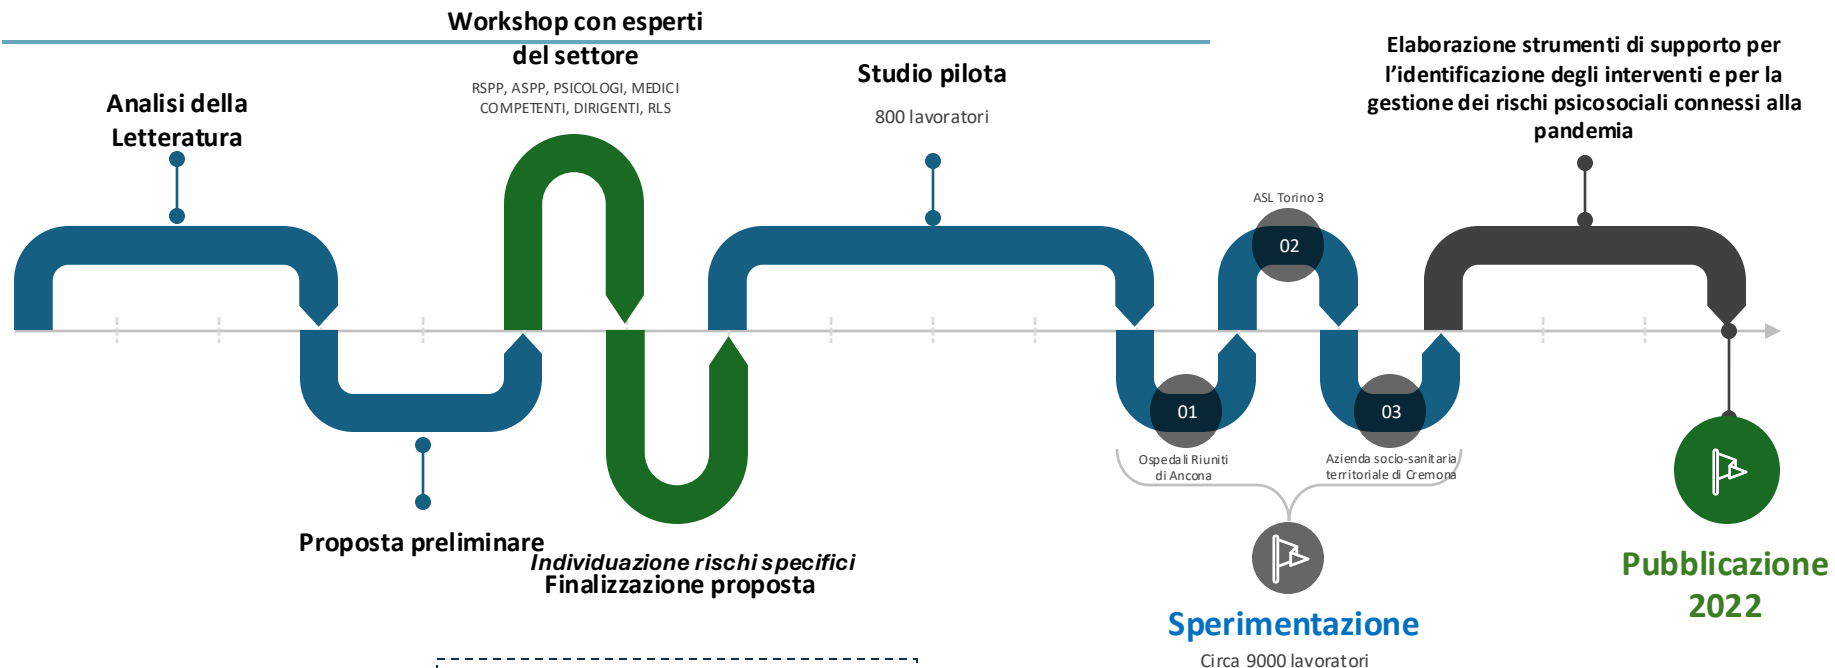 Workshop con esperti
del settore
RSPP, ASPP, PSICOLOGI, MEDICI
COMPETENTI, DIRIGENTI, RLS
Analisi della
Letteratura
Studio pilota
800 lavoratori
Elaborazione strumenti di supporto per
l'identificazione degli interventi e per la
gestione dei rischi psicosociali connessi alla
pandemia
ASL Torino 3
02
01
03
Ospedali Riuniti
di Ancona
Azienda socio-sanitaria
territoriale di Cremona
Proposta preliminare
Individuazione rischi specifici
Finalizzazione proposta
Sperimentazione
Circa 9000 lavoratori
Pubblicazione
2022